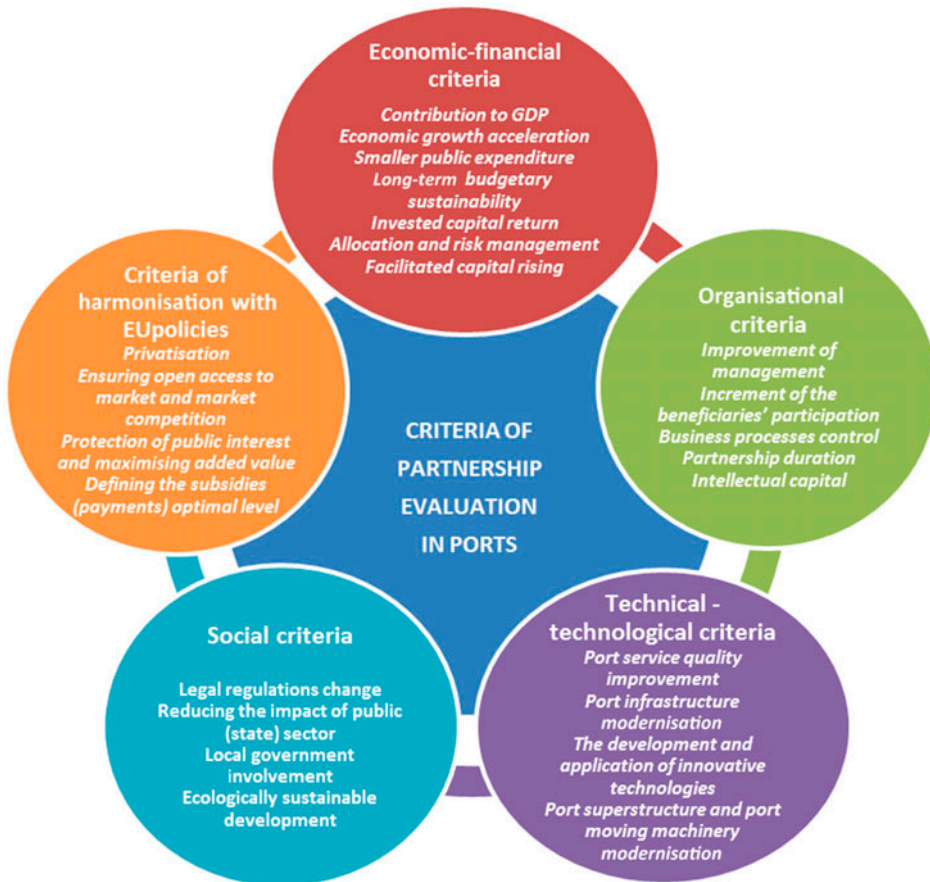 Economic-financial
criteria
Contribution to GDP
Economic growth acceleration
Smaller public expenditure
Long-term budgetary
sustainability
Invested capital return
Allocation and risk management
Facilitated capital rising
Organisational
criteria
Improvement of
management
Increment of the
beneficiaries' participation
Business processes control
Partnership duration
Intellectual capital
Technical -
technological criteria
Port service quality
improvement
Port infrastructure
modernisation
The development and
application of innovative
technologies
Port superstructure and port
moving machinery
modernisation
Social criteria
Legal regulations change
Reducing the impact of public
(state) sector
Local government
involvement
Ecologically sustainable
development
Criteria of
harmonisation with
EUpolicies
Privatisation
Ensuring open access to
market and market
competition
Protection of public interest
and maximising added value
Defining the subsidies
(payments) optimal level
CRITERIA OF
PARTNERSHIP
EVALUATION
IN PORTS